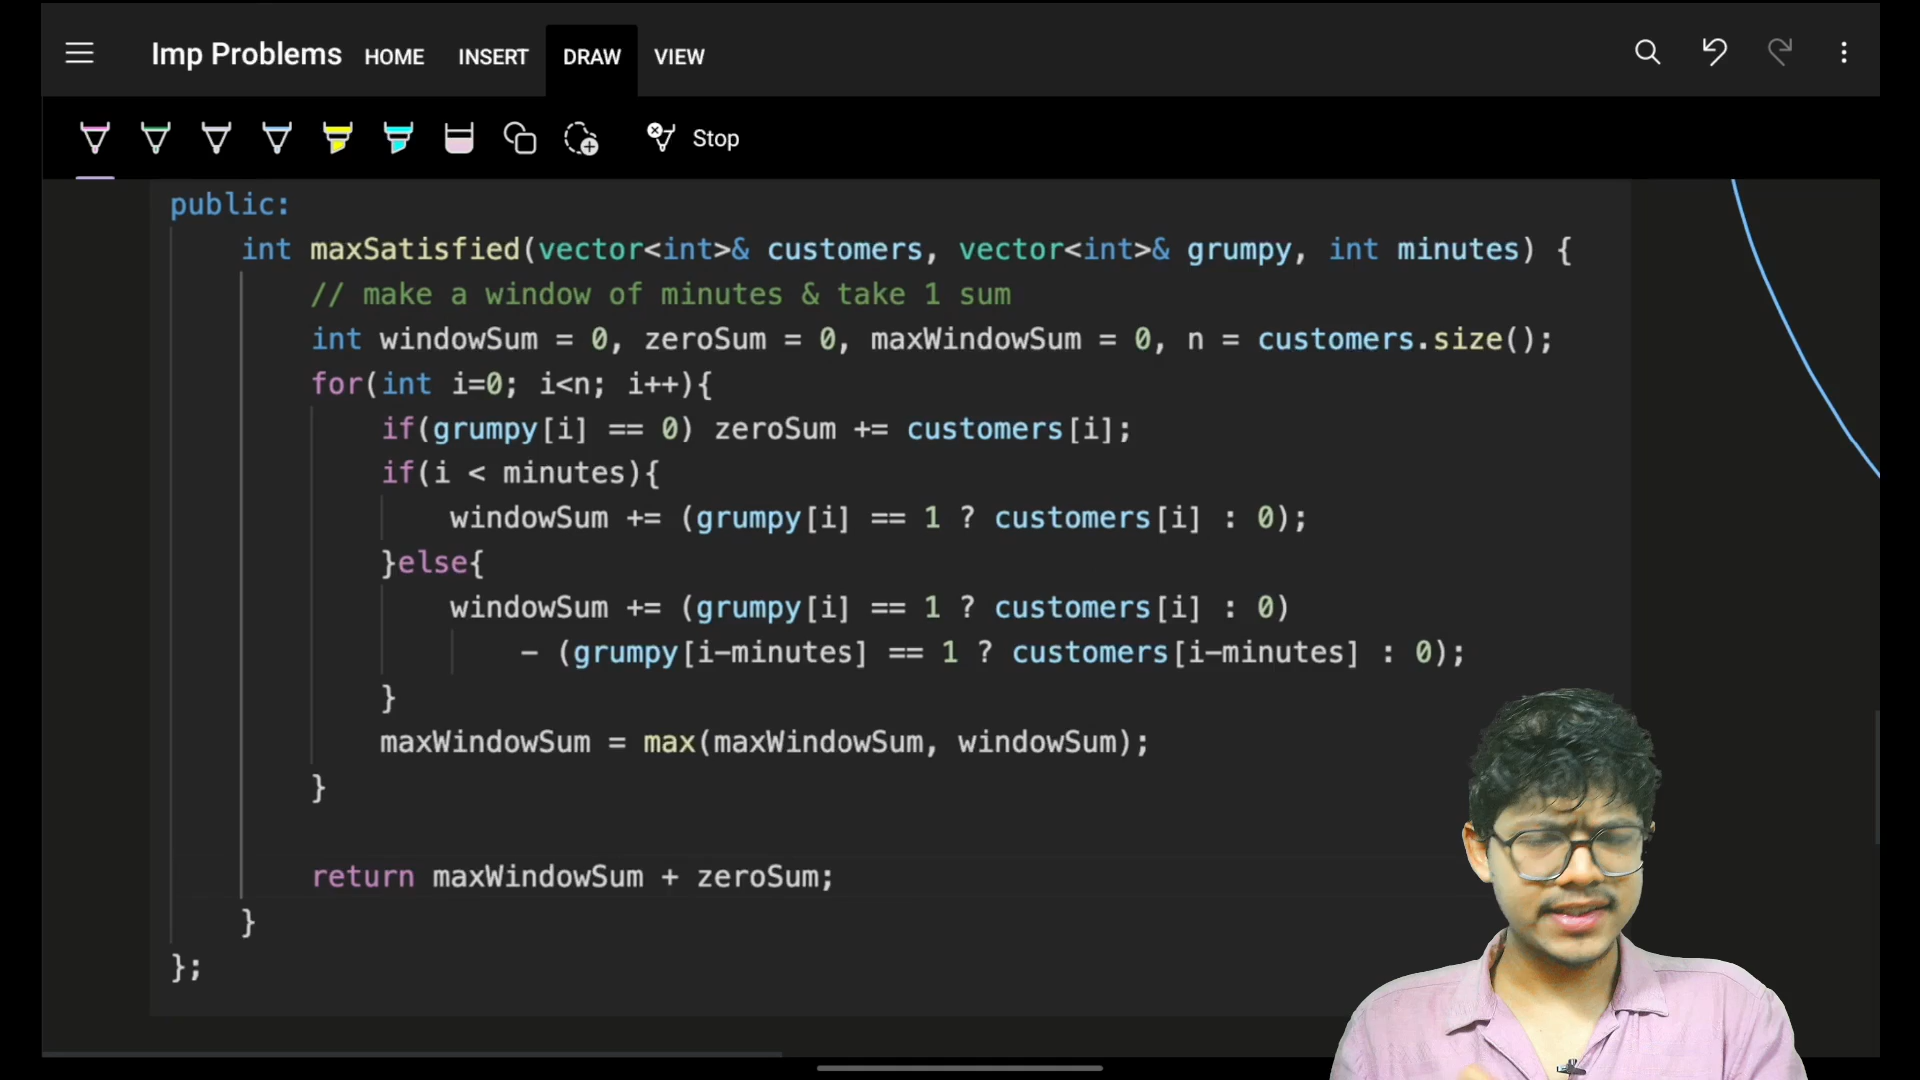 Imp Problems HOME INSERT DRAW VIEW
Stop
public:
int maxSatisfied(vector<int>& customers, vector<int>& grumpy, int minutes) {
// make a window of minutes & take 1 sum
int windowSum = 0, zeroSum = 0, maxWindowSum = 0, n = customers.size();
for(int i=0; i<n; i++){
if(grumpy[i] == 0) zeroSum += customers[i];
if(i < minutes){
windowSum += (grumpy[i] == 1 ? customers[i] : 0);
}else{
windowSum += (grumpy[i] == 1 ? customers[i] : 0)
- (grumpy[i-minutes] == 1 ? customers[i-minutes] : 0);
}
maxWindowSum = max(maxWindowSum, windowSum);
}
return maxWindowSum + zeroSum;
}
};